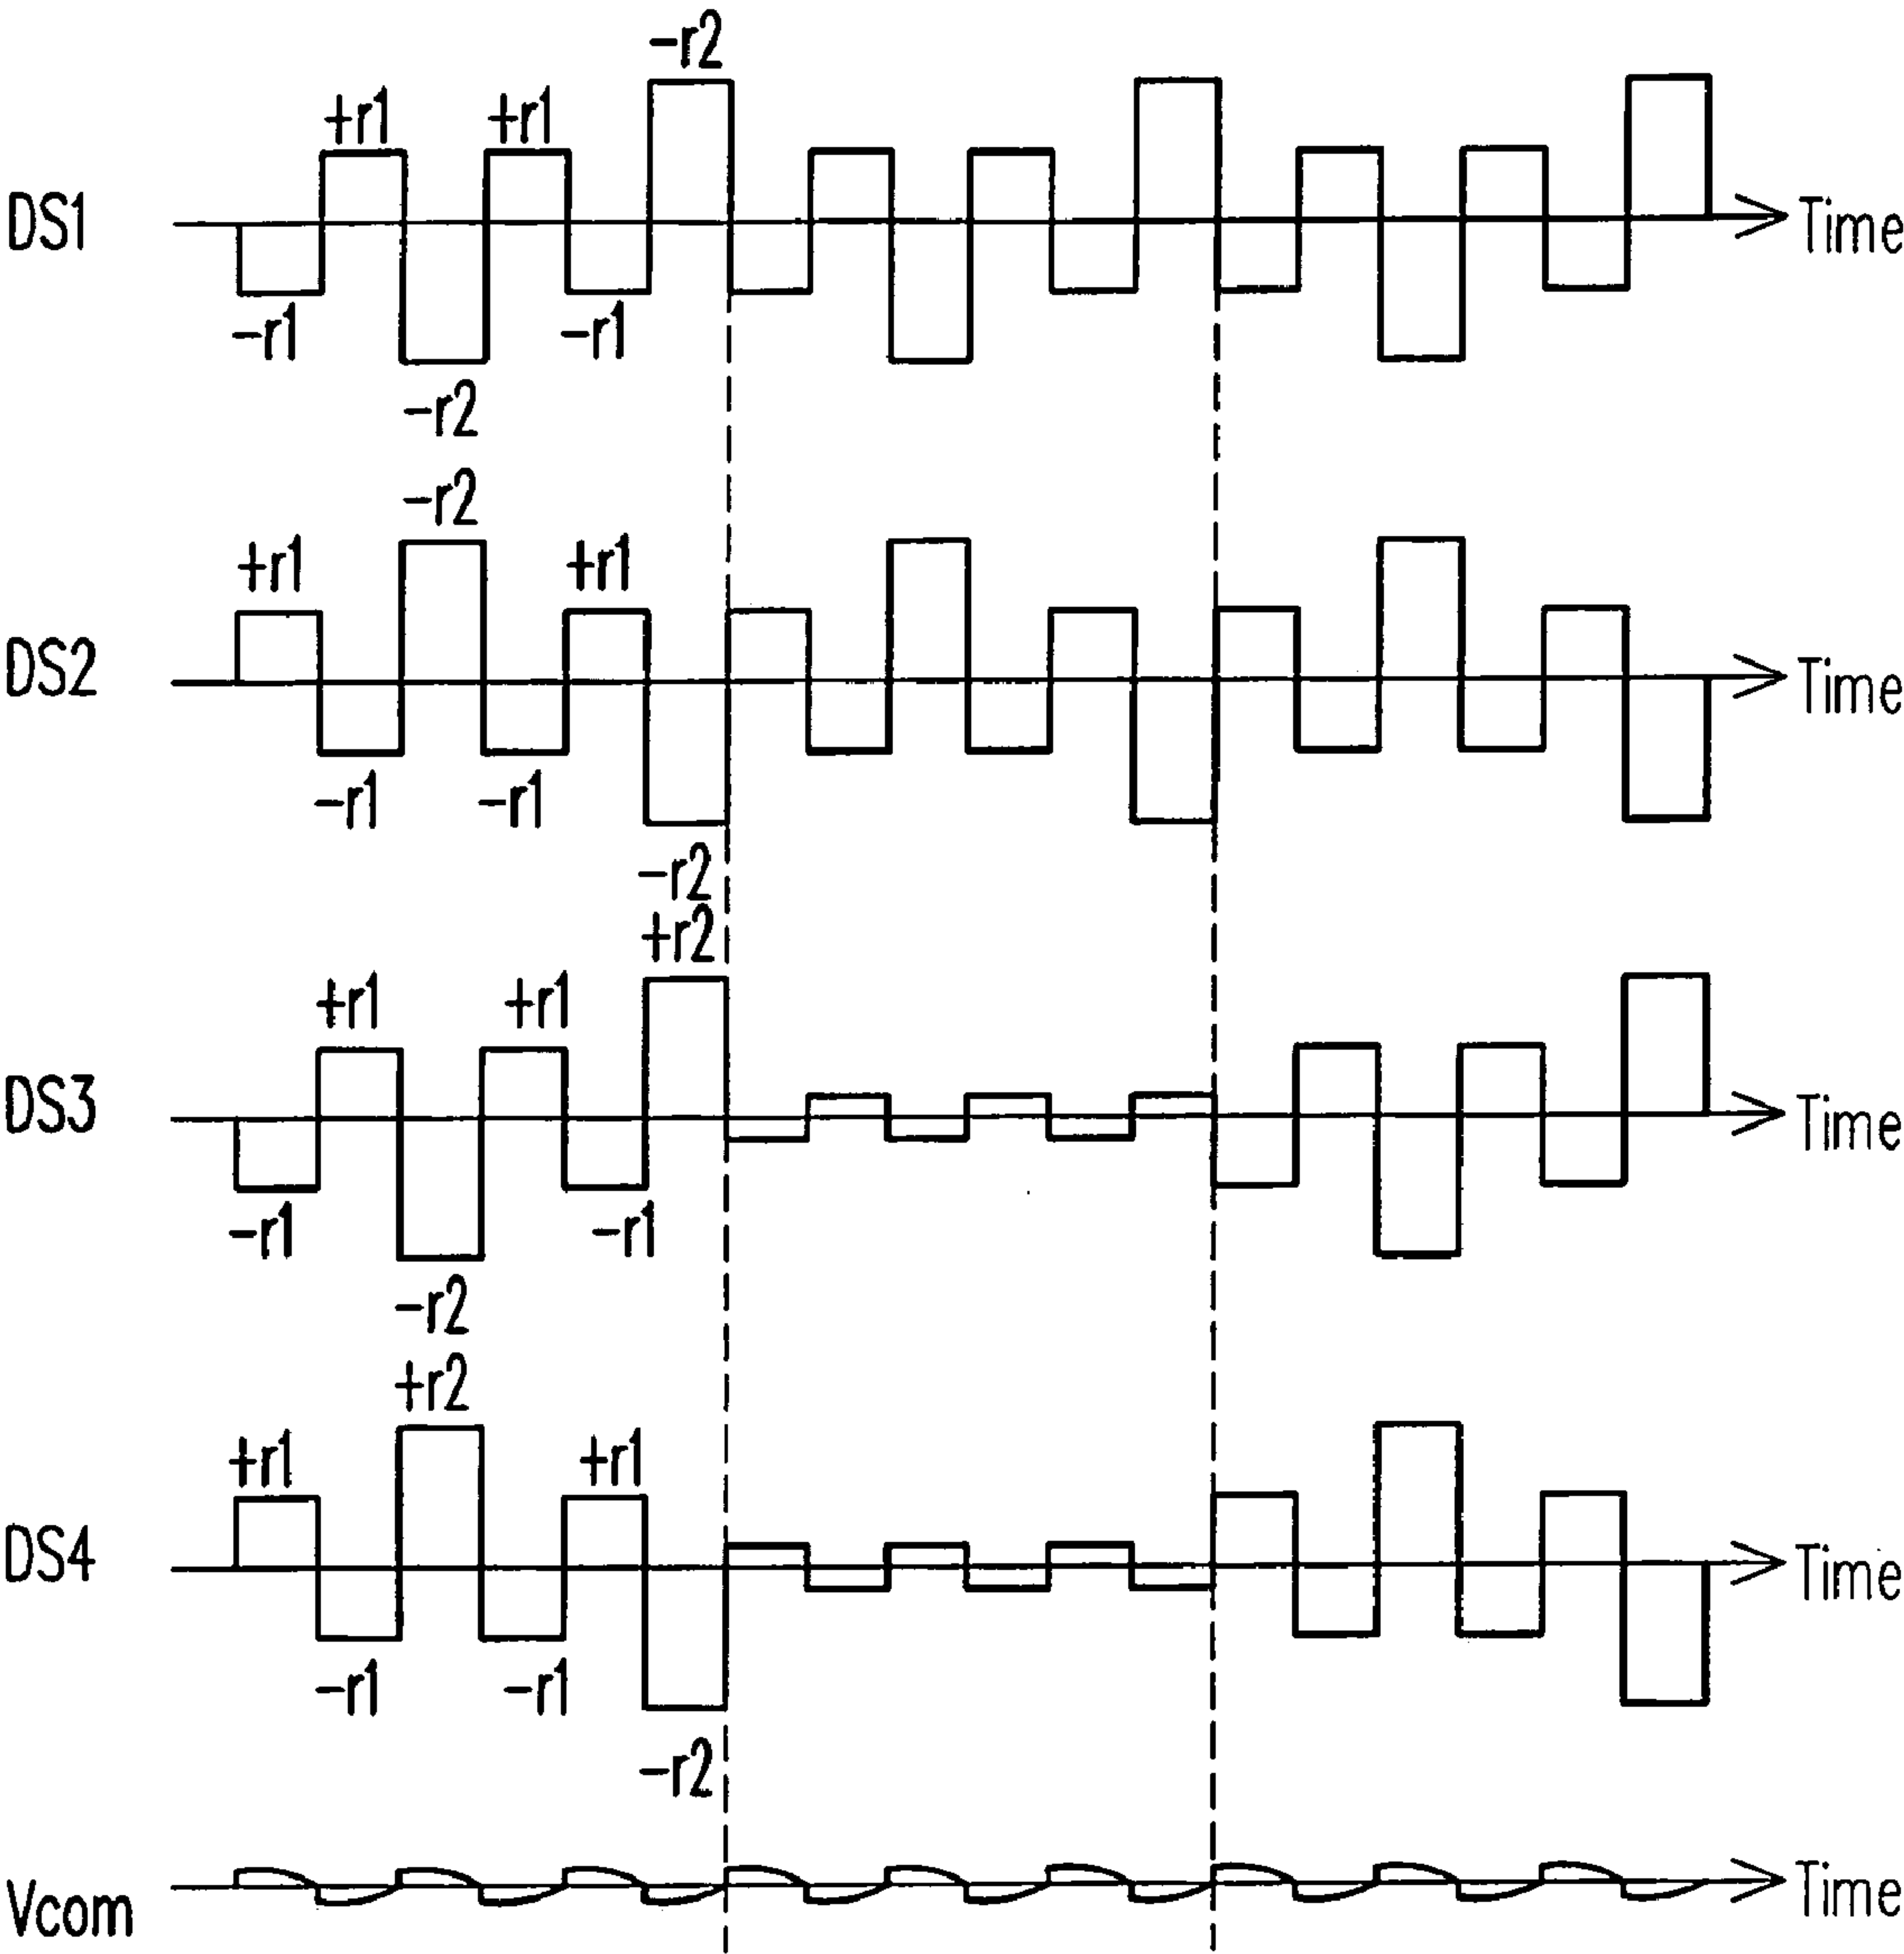 -r2
+r1 +r1
DS1 Time
-r1 -r1
-r2
-r2
+r1 +r1
DS2 Time
-r1 -r1
-r2
+r2
+r1 +r1
DS3 Time
-r1 -r1
-r2
+r2
+r1 +r1
DS4 Time
-r1 -r1
-r2
Vcom Time